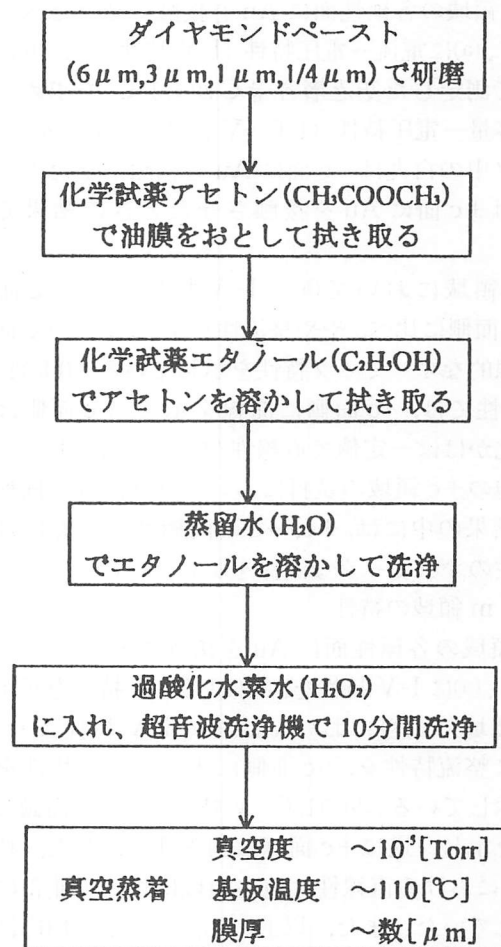 ダイヤモンドペースト
(6μm,3μm,1μm,1/4μm)で研磨
化学試薬アセトン(CH₃COOCH₃)
で油膜をおとして拭き取る
化学試薬エタノール(C₂H₅OH)
でアセトンを溶かして拭き取る
蒸留水(H₂O)
でエタノールを溶かして洗浄
過酸化水素水(H₂O₂)
に入れ、超音波洗浄機で10分間洗浄
真空度 ~10⁻⁵[Torr]
真空蒸着 基板温度 ~110[℃]
膜厚 ~数[μm]